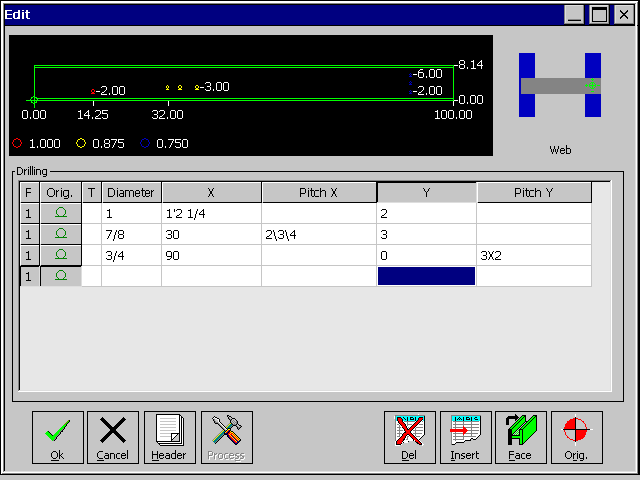 Edit
8.14
-6.00
-2.00
-3.00
-2.00
-0.00
0.00 14.25 32.00 100.00
1.000 0.875 0.750
Web
Drilling
F Orig. T Diameter X Pitch X Y Pitch Y
1 1 1'2 1/4 2
1 7/8 30 2\3\4 3
1 3/4 90 0 3X2
1
Ok Cancel Header Process Del Insert Face Orig.